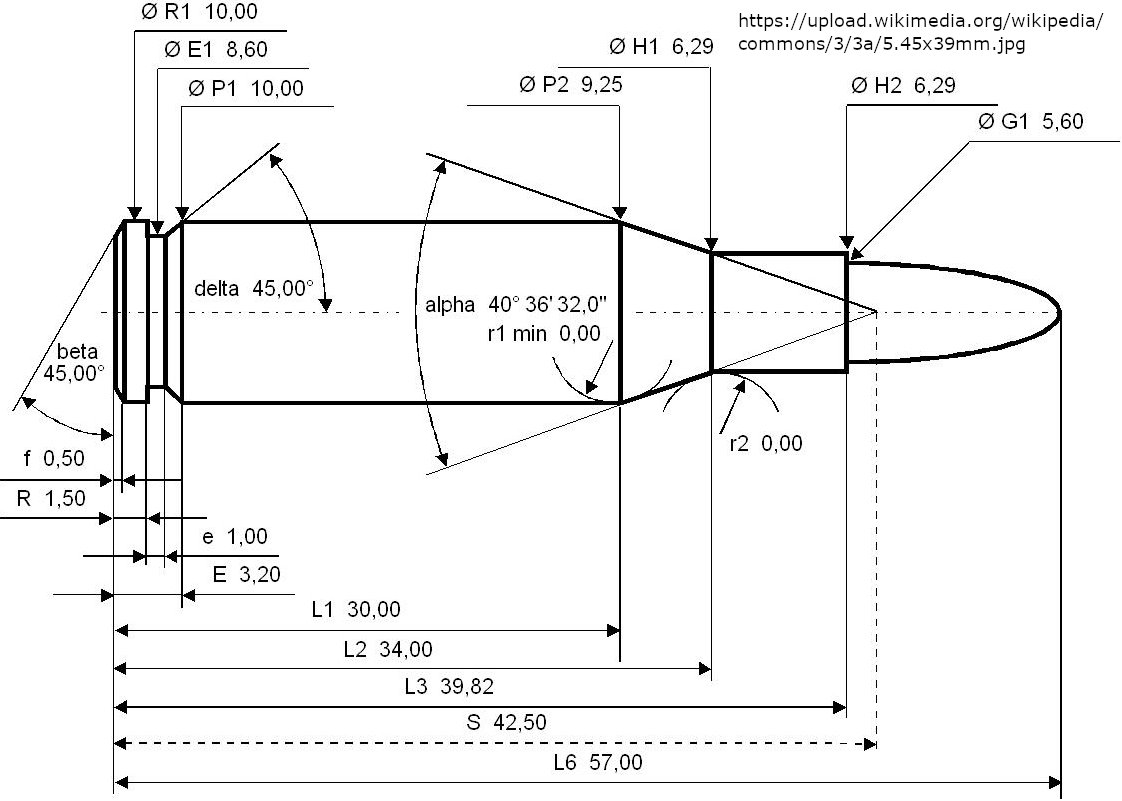 Ø R1 10,00
https://upload.wikimedia.org/wikipedia/
commons/3/3a/5.45x39mm.jpg
Ø E1 8,60
Ø H1 6,29
Ø P1 10,00
Ø P2 9,25
Ø H2 6,29
Ø G1 5,60
delta 45,00°
alpha 40° 36' 32,0"
r1 min 0,00
beta
45,00°
r2 0,00
f 0,50
R 1,50
e 1,00
E 3,20
L1 30,00
L2 34,00
L3 39,82
S 42,50
L6 57,00